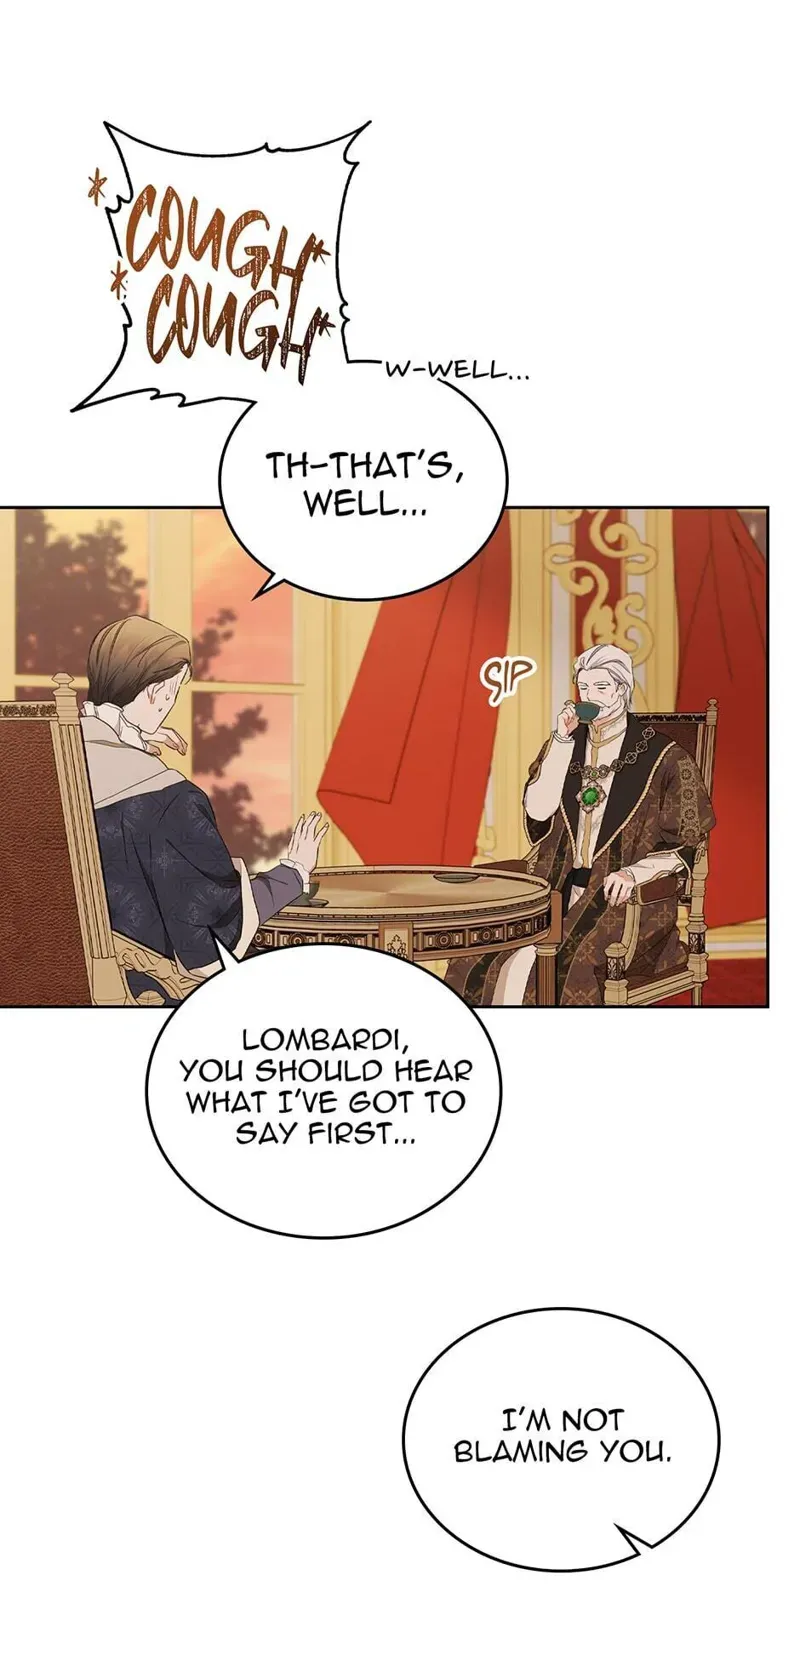 *COUGH*
*COUGH*
W-WELL...
TH-THAT'S,
WELL...
SIP
LOMBARDI,
YOU SHOULD HEAR
WHAT I'VE GOT TO
SAY FIRST...
I'M NOT
BLAMING YOU.